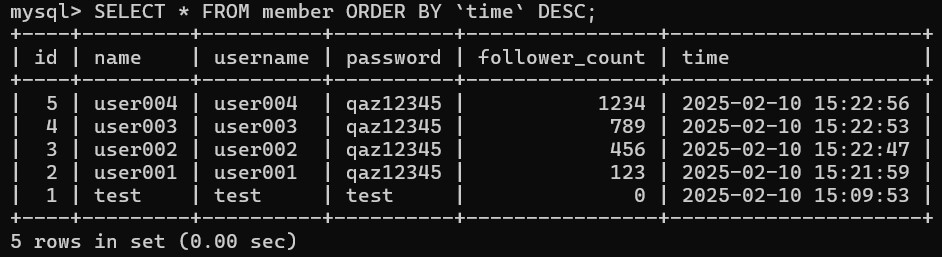 mysql> SELECT * FROM member ORDER BY `time` DESC;
+----+---------+----------+----------+----------------+---------------------+
| id | name    | username | password | follower_count | time                |
+----+---------+----------+----------+----------------+---------------------+
|  5 | user004 | user004  | qaz12345 |           1234 | 2025-02-10 15:22:56 |
|  4 | user003 | user003  | qaz12345 |            789 | 2025-02-10 15:22:53 |
|  3 | user002 | user002  | qaz12345 |            456 | 2025-02-10 15:22:47 |
|  2 | user001 | user001  | qaz12345 |            123 | 2025-02-10 15:21:59 |
|  1 | test    | test     | test     |              0 | 2025-02-10 15:09:53 |
+----+---------+----------+----------+----------------+---------------------+
5 rows in set (0.00 sec)